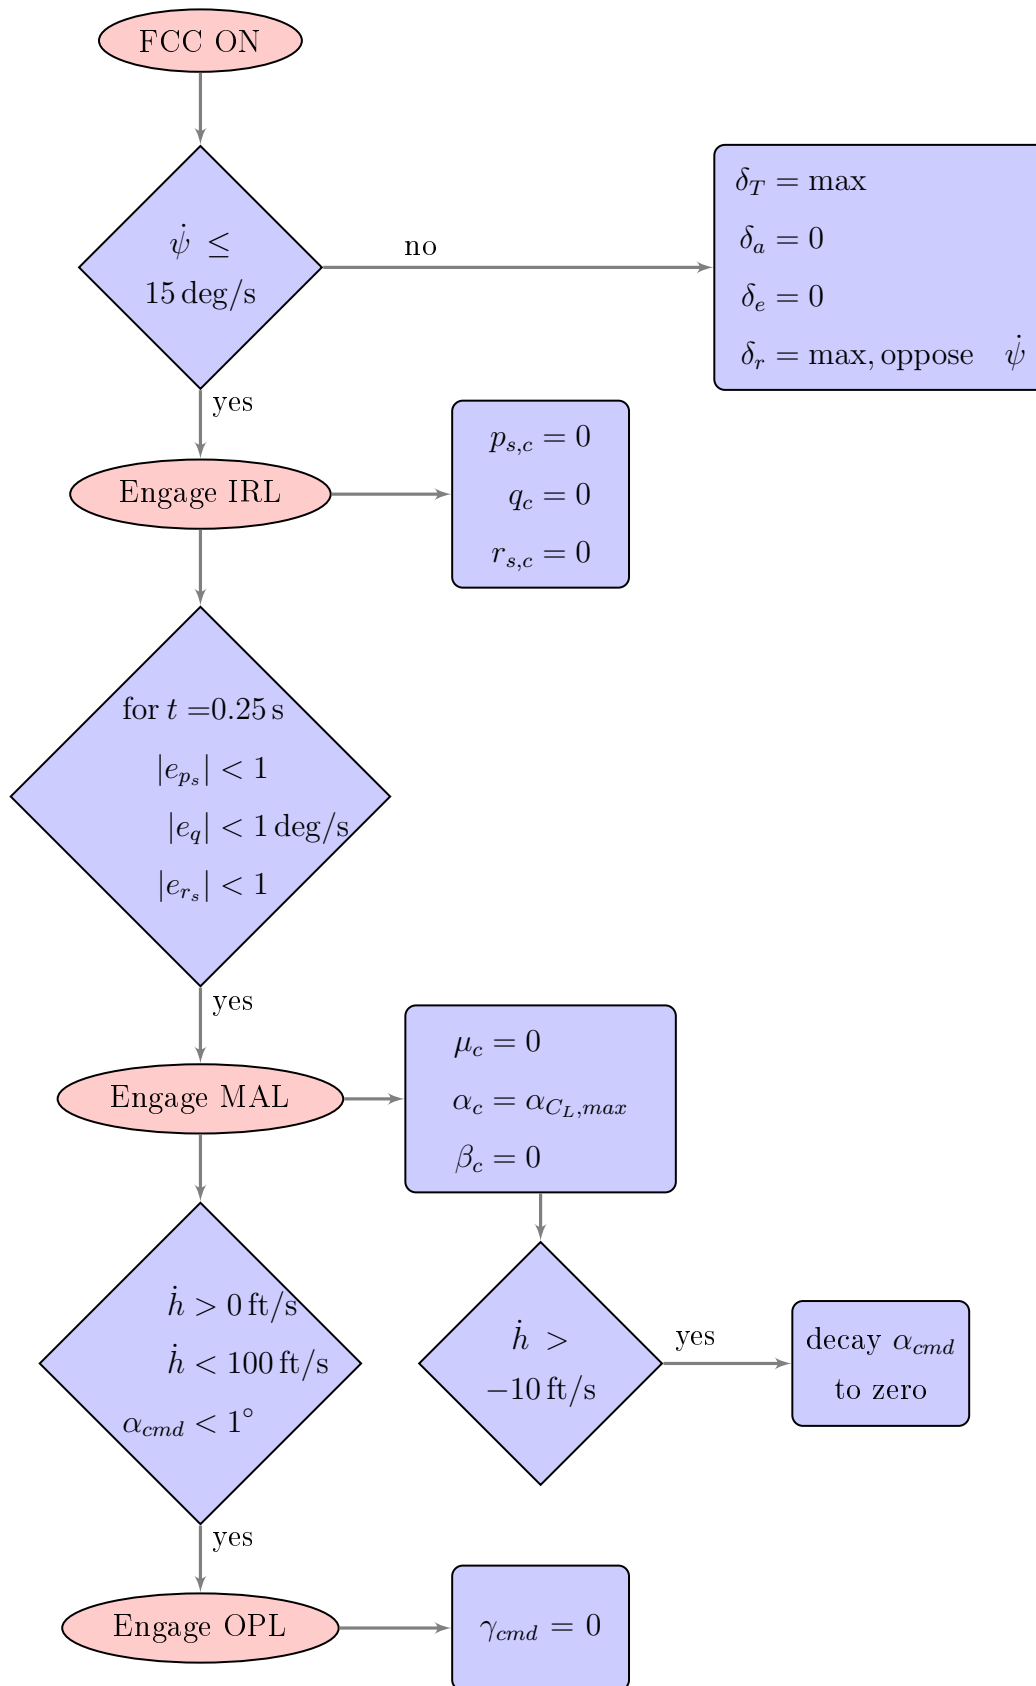 FCC ON
ψ̇ ≤
15 deg/s
no
δ_T = max
δ_a = 0
δ_e = 0
δ_r = max, oppose ψ̇
yes
Engage IRL
p_{s,c} = 0
q_c = 0
r_{s,c} = 0
for t =0.25 s
|e_{p_s}| < 1
|e_q| < 1 deg/s
|e_{r_s}| < 1
yes
Engage MAL
μ_c = 0
α_c = α_{C_L,max}
β_c = 0
ḣ > 0 ft/s
ḣ < 100 ft/s
α_{cmd} < 1°
ḣ >
−10 ft/s
yes
decay α_{cmd}
to zero
yes
Engage OPL
γ_{cmd} = 0